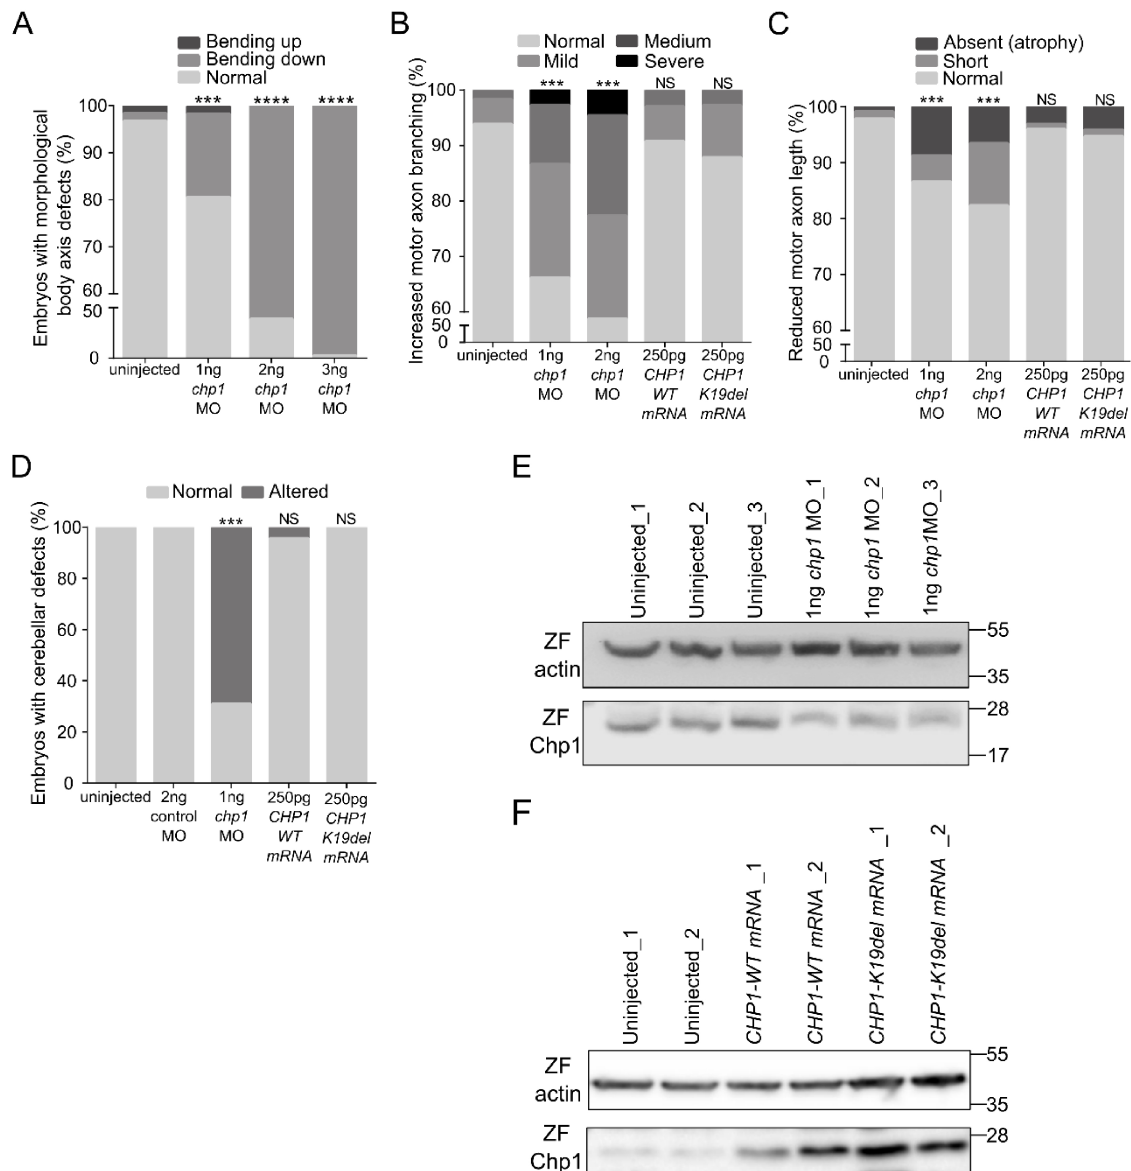 A
Bending up
Bending down
Normal
Embryos with morphological
body axis defects (%)
100
90
80
70
60
50
0
***
****
****
uninjected
1ng
chp1
MO
2ng
chp1
MO
3ng
chp1
MO
B
Normal
Medium
Mild
Severe
Increased motor axon branching (%)
100
90
80
70
60
50
0
***
***
NS
NS
uninjected
1ng
chp1
MO
2ng
chp1
MO
250pg
CHP1
WT
mRNA
250pg
CHP1
K19del
mRNA
C
Absent (atrophy)
Short
Normal
Reduced motor axon legth (%)
100
90
80
70
60
50
0
***
***
NS
NS
uninjected
1ng
chp1
MO
2ng
chp1
MO
250pg
CHP1
WT
mRNA
250pg
CHP1
K19del
mRNA
D
Normal
Altered
Embryos with cerebellar defects (%)
100
80
60
40
20
0
***
NS
NS
uninjected
2ng
control
MO
1ng
chp1
MO
250pg
CHP1
WT
mRNA
250pg
CHP1
K19del
mRNA
E
Uninjected_1
Uninjected_2
Uninjected_3
1ng chp1 MO_1
1ng chp1 MO_2
1ng chp1MO_3
ZF
actin
55
35
ZF
Chp1
28
17
F
Uninjected_1
Uninjected_2
CHP1-WT mRNA _1
CHP1-WT mRNA _2
CHP1-K19del mRNA _1
CHP1-K19del mRNA _2
ZF
actin
55
35
ZF
Chp1
28